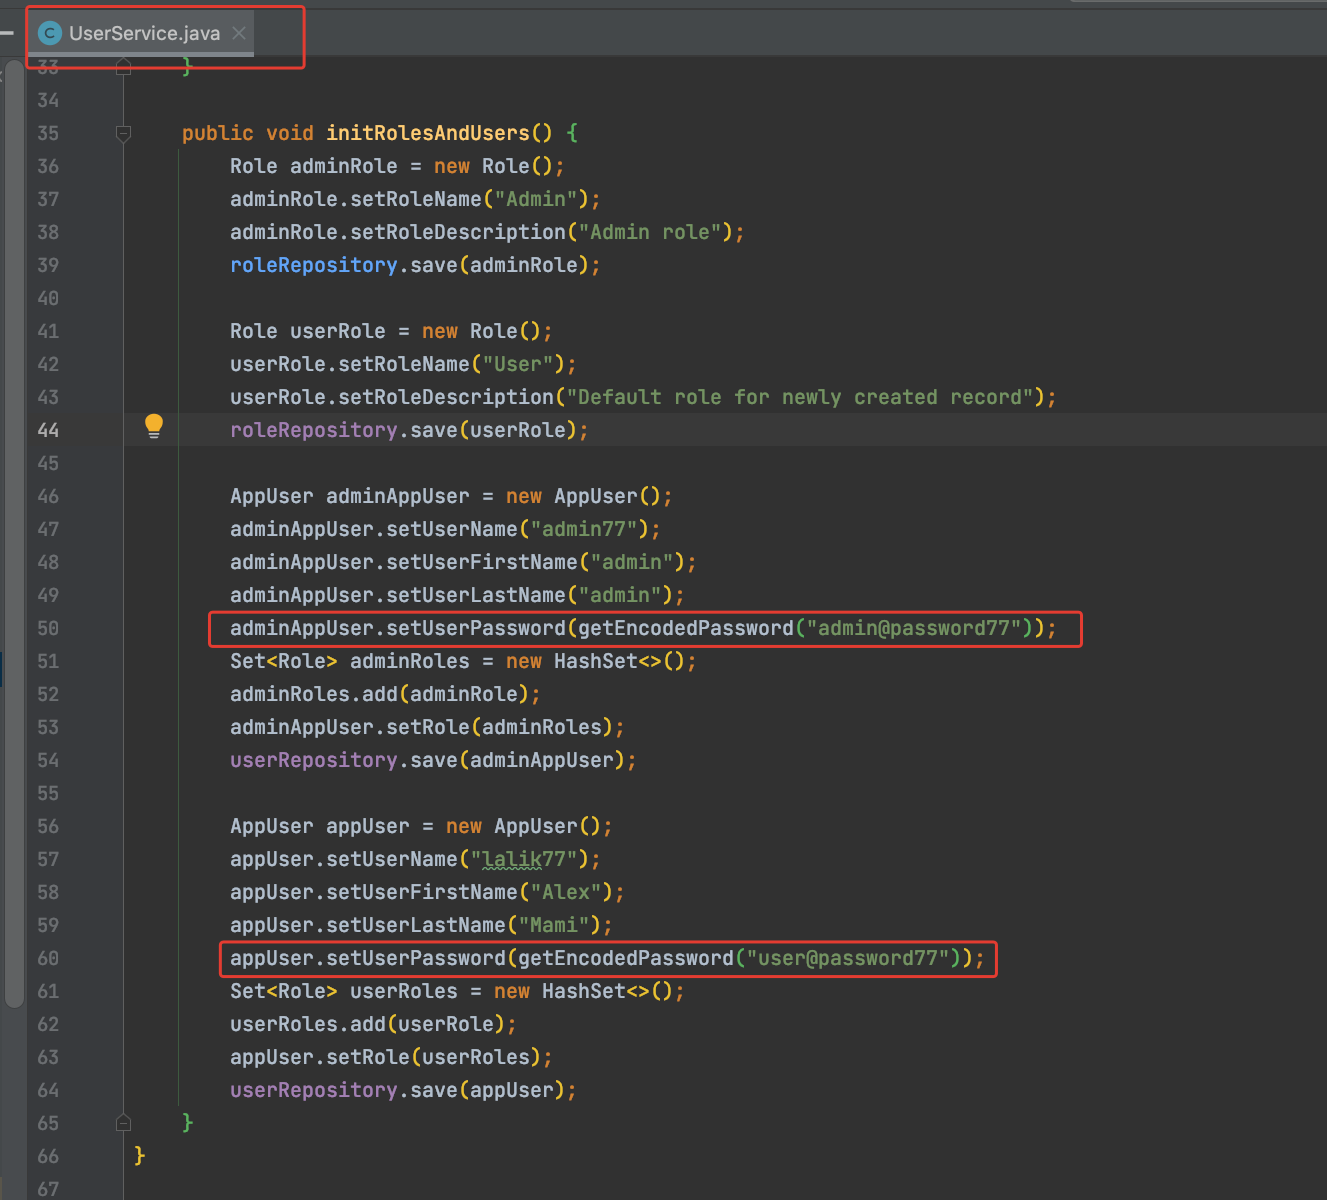 UserService.java
33 }
34
35 public void initRolesAndUsers() {
36 Role adminRole = new Role();
37 adminRole.setRoleName("Admin");
38 adminRole.setRoleDescription("Admin role");
39 roleRepository.save(adminRole);
40
41 Role userRole = new Role();
42 userRole.setRoleName("User");
43 userRole.setRoleDescription("Default role for newly created record");
44 roleRepository.save(userRole);
45
46 AppUser adminAppUser = new AppUser();
47 adminAppUser.setUserName("admin77");
48 adminAppUser.setUserFirstName("admin");
49 adminAppUser.setUserLastName("admin");
50 adminAppUser.setUserPassword(getEncodedPassword("admin@password77"));
51 Set<Role> adminRoles = new HashSet<>();
52 adminRoles.add(adminRole);
53 adminAppUser.setRole(adminRoles);
54 userRepository.save(adminAppUser);
55
56 AppUser appUser = new AppUser();
57 appUser.setUserName("lalik77");
58 appUser.setUserFirstName("Alex");
59 appUser.setUserLastName("Mami");
60 appUser.setUserPassword(getEncodedPassword("user@password77"));
61 Set<Role> userRoles = new HashSet<>();
62 userRoles.add(userRole);
63 appUser.setRole(userRoles);
64 userRepository.save(appUser);
65 }
66 }
67